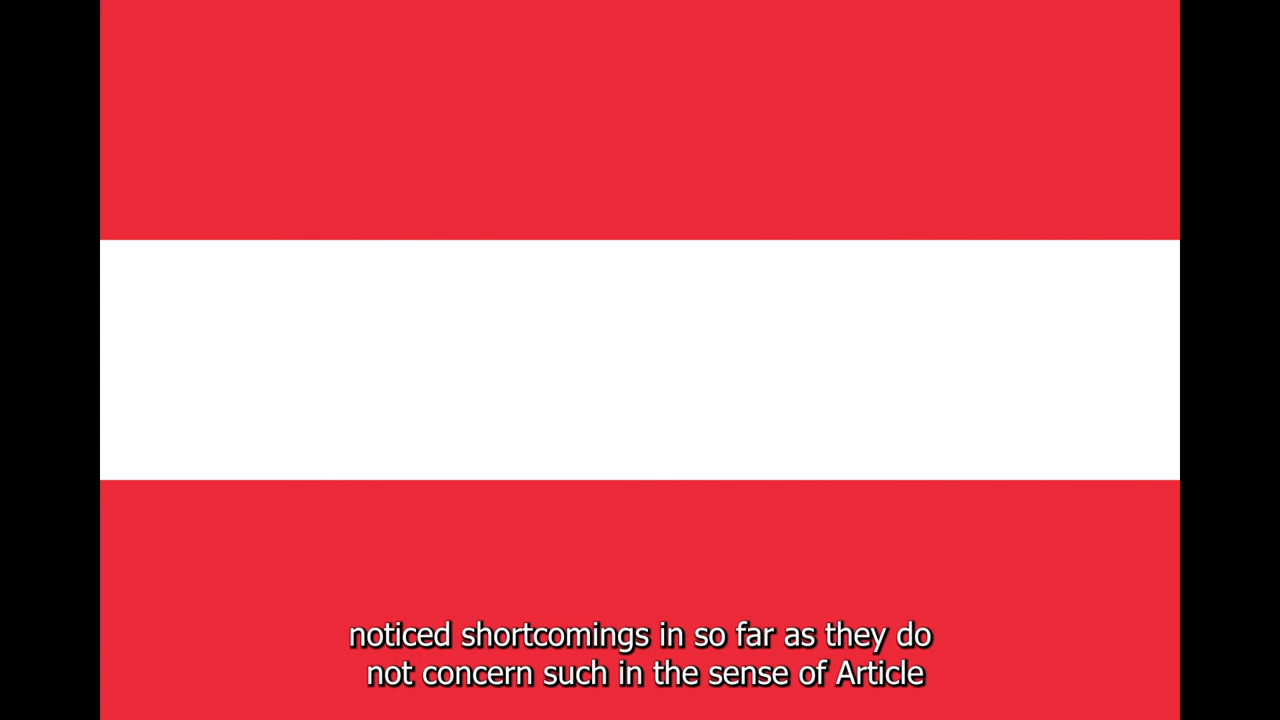 noticed shortcomings in so far as they do
not concern such in the sense of Article